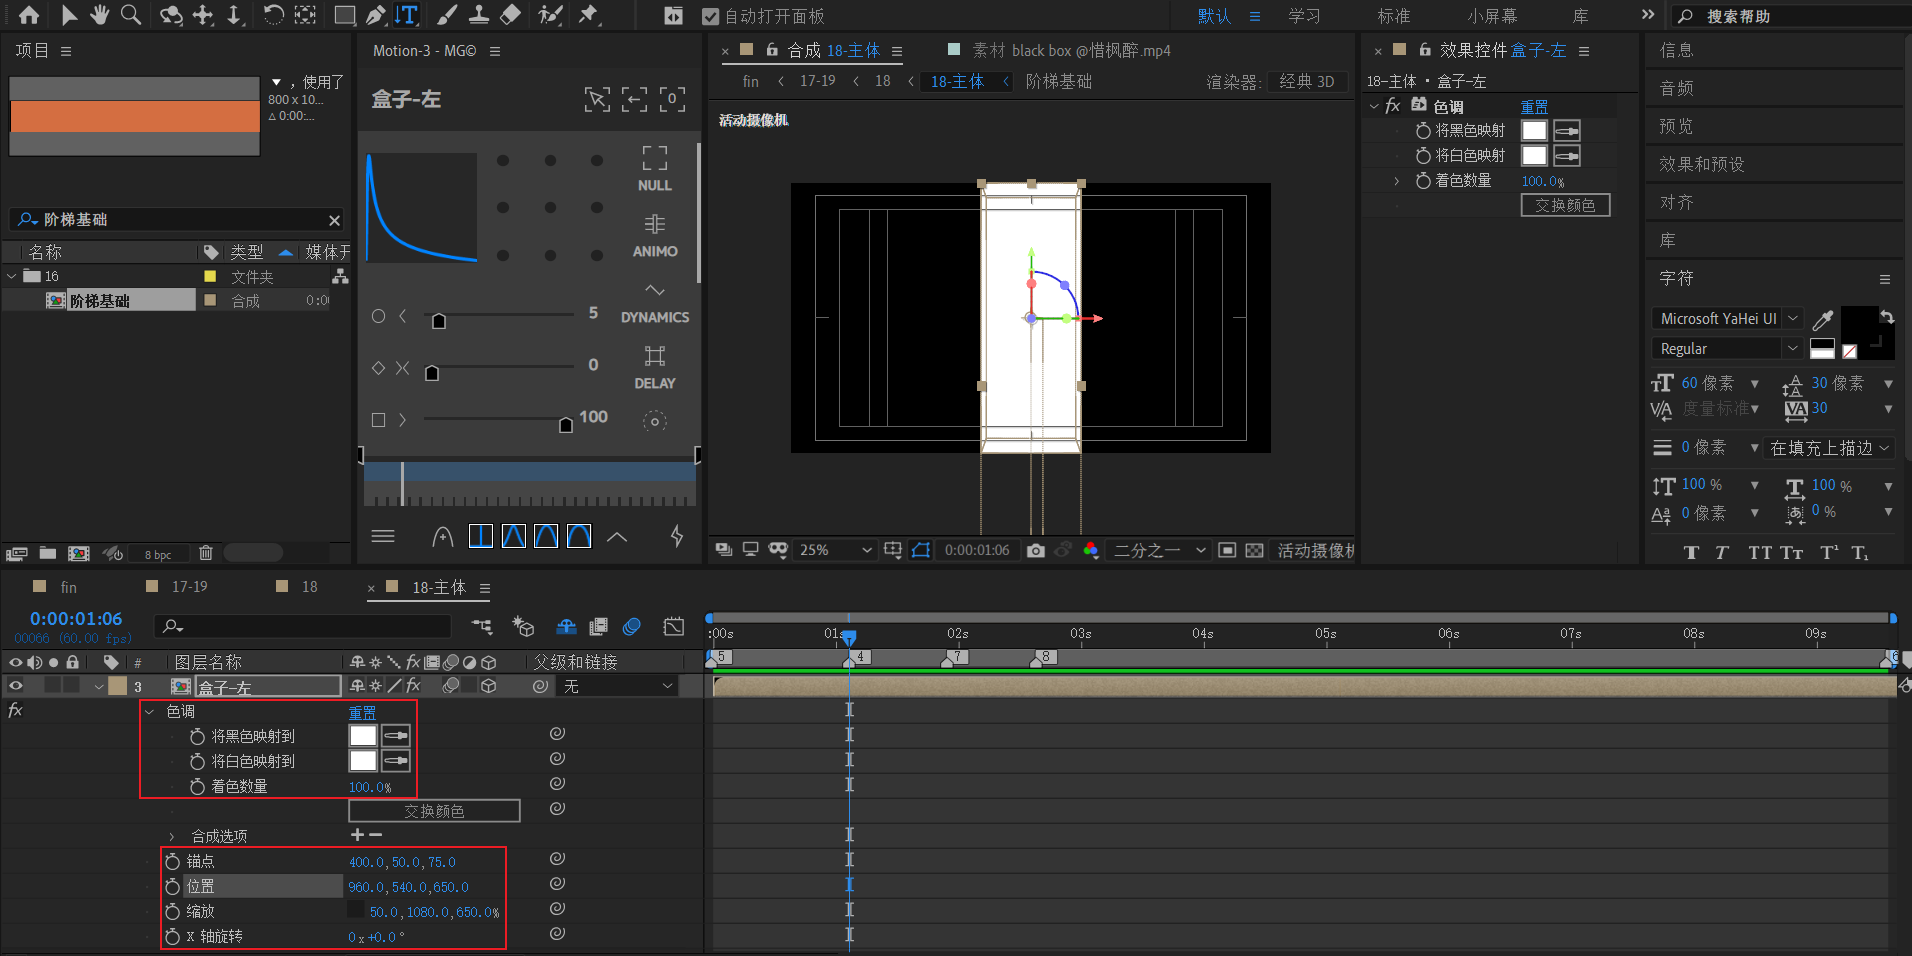 自动打开面板
默认
学习
标准
小屏幕
库
搜索帮助
项目
， 使用了
800 x 10...
△ 0:00:...
阶梯基础
名称
类型
媒体开
16
文件夹
阶梯基础
合成
0:00
8 bpc
Motion-3 - MG©
盒子-左
NULL
ANIMO
5
DYNAMICS
0
DELAY
100
合成 18-主体
素材 black box @惜枫醉.mp4
fin
17-19
18
18-主体
阶梯基础
渲染器:
经典 3D
活动摄像机
25%
0:00:01:06
二分之一
活动摄像机
效果控件 盒子-左
18-主体 · 盒子-左
fx 色调
重置
将黑色映射
将白色映射
着色数量
100.0%
交换颜色
信息
音频
预览
效果和预设
对齐
库
字符
Microsoft YaHei UI
Regular
60 像素
30 像素
度量标准
30
0 像素
在填充上描边
100 %
100 %
0 像素
0 %
fin
17-19
18
18-主体
0:00:01:06
00066 (60.00 fps)
:00s
01s
02s
03s
04s
05s
06s
07s
08s
09s
#
图层名称
父级和链接
5
4
7
8
6
3
盒子-左
无
fx
色调
重置
将黑色映射到
将白色映射到
着色数量
100.0%
交换颜色
合成选项
锚点
400.0,50.0,75.0
位置
960.0,540.0,650.0
缩放
50.0,1080.0,650.0%
X 轴旋转
0x+0.0°